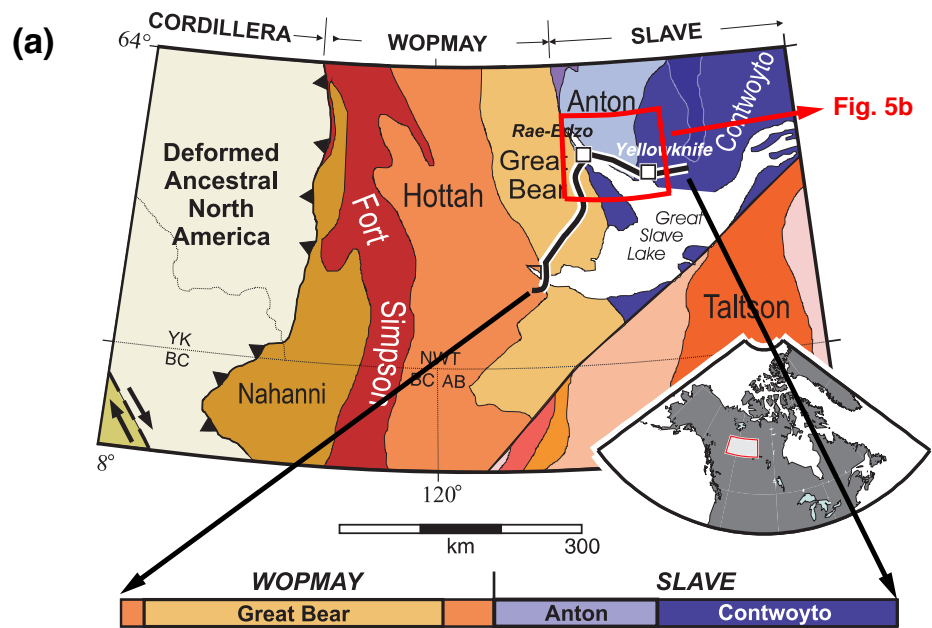 (a)
CORDILLERA
WOPMAY
SLAVE
64°
Anton
Contwoyto
Fig. 5b
Rae-Edzo
Yellowknife
Deformed
Ancestral
North
America
Great
Bear
Hottah
Fort
Simpson
Great
Slave
Lake
Taltson
YK
BC
NWT
BC AB
Nahanni
8°
120°
km
300
WOPMAY
SLAVE
Great Bear
Anton
Contwoyto